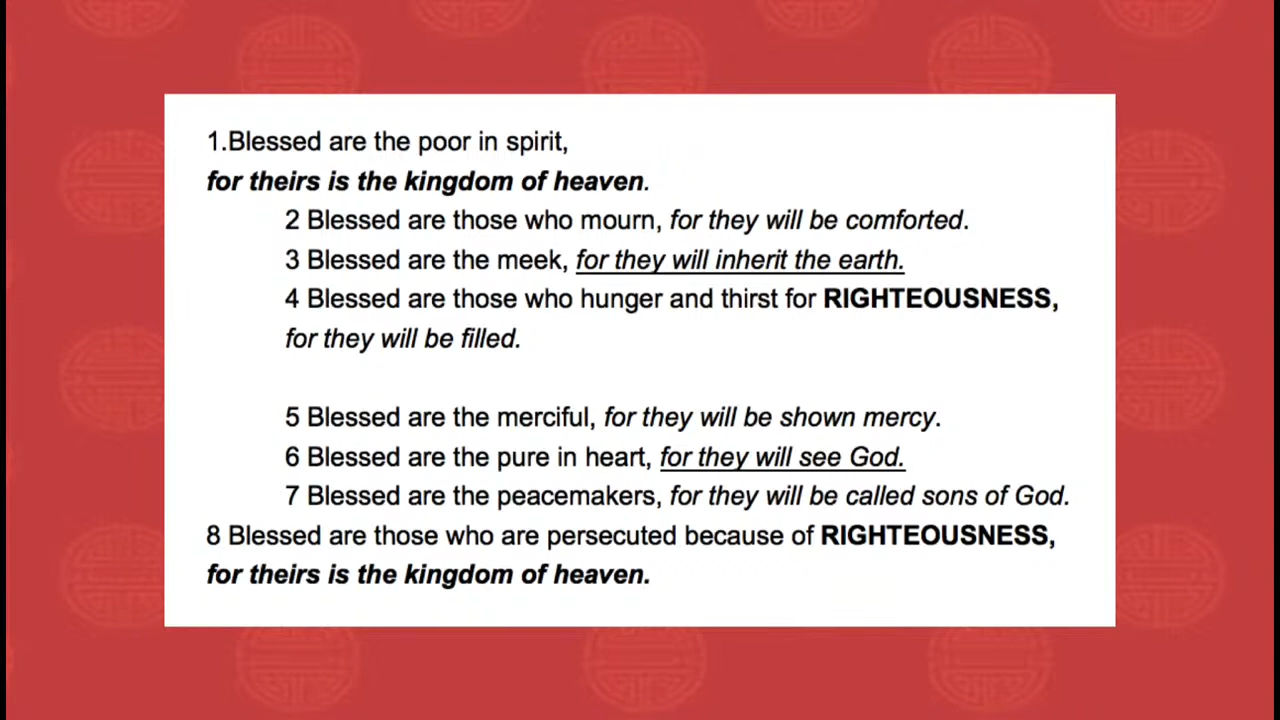 1.Blessed are the poor in spirit,
for theirs is the kingdom of heaven.
2 Blessed are those who mourn, for they will be comforted.
3 Blessed are the meek, for they will inherit the earth.
4 Blessed are those who hunger and thirst for RIGHTEOUSNESS,
for they will be filled.
5 Blessed are the merciful, for they will be shown mercy.
6 Blessed are the pure in heart, for they will see God.
7 Blessed are the peacemakers, for they will be called sons of God.
8 Blessed are those who are persecuted because of RIGHTEOUSNESS,
for theirs is the kingdom of heaven.